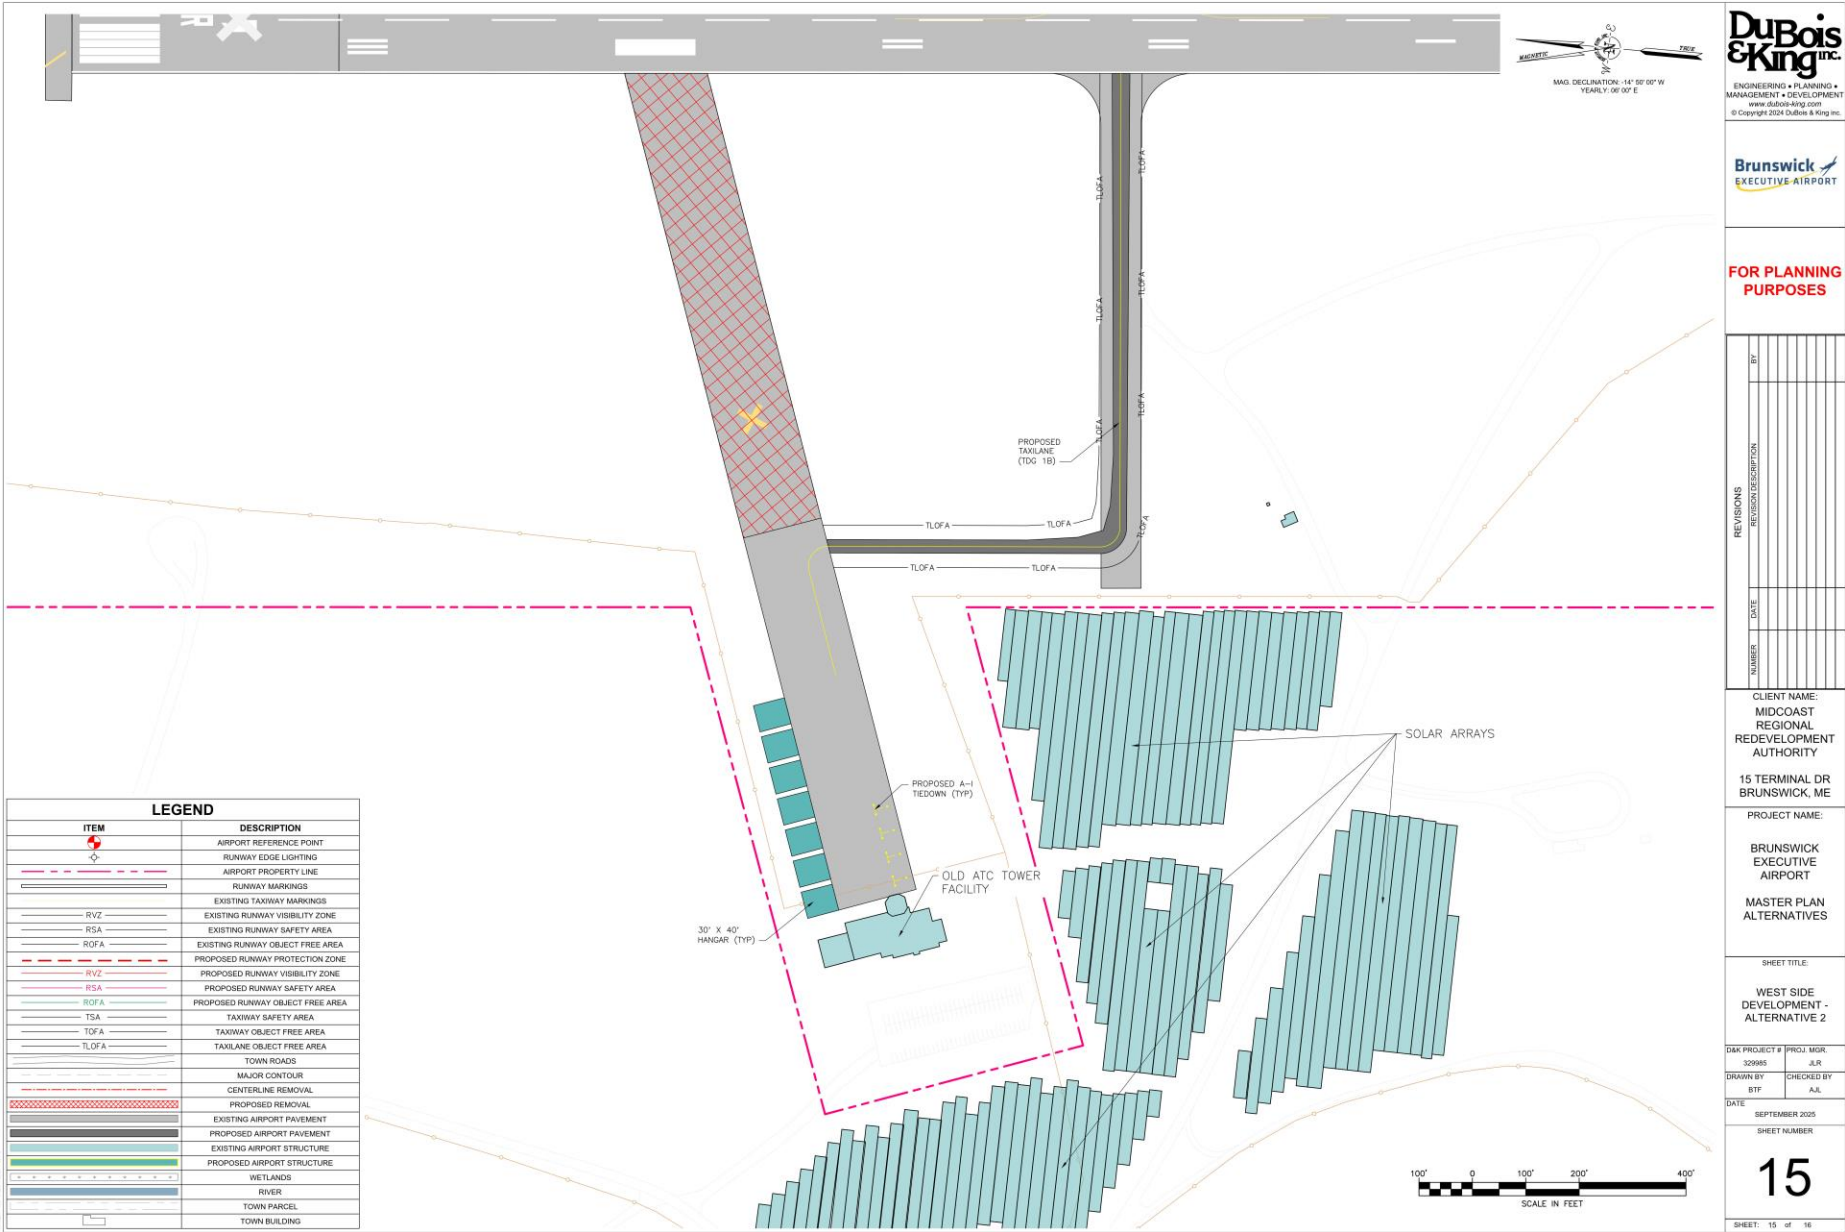 MAGNETIC
TRUE
MAG. DECLINATION: -14° 50' 00" W
YEARLY: 06' 00" E
DuBois
&King inc.
ENGINEERING • PLANNING •
MANAGEMENT • DEVELOPMENT
www.dubois-king.com
© Copyright 2024 DuBois & King inc.
Brunswick
EXECUTIVE AIRPORT
FOR PLANNING
PURPOSES
REVISIONS
NUMBER
DATE
REVISION DESCRIPTION
BY
CLIENT NAME:
MIDCOAST
REGIONAL
REDEVELOPMENT
AUTHORITY
15 TERMINAL DR
BRUNSWICK, ME
PROJECT NAME:
BRUNSWICK
EXECUTIVE
AIRPORT
MASTER PLAN
ALTERNATIVES
SHEET TITLE:
WEST SIDE
DEVELOPMENT -
ALTERNATIVE 2
D&K PROJECT # PROJ. MGR.
329985 JLR
DRAWN BY CHECKED BY
BTF AJL
DATE
SEPTEMBER 2025
SHEET NUMBER
15
SHEET: 15 of 16
TLOFA
TLOFA
TLOFA
TLOFA
TLOFA
TLOFA
TLOFA
PROPOSED
TAXILANE
(TDG 1B)
TLOFA
TLOFA
TLOFA
TLOFA
SOLAR ARRAYS
PROPOSED A-I
TIEDOWN (TYP)
OLD ATC TOWER
FACILITY
30' X 40'
HANGAR (TYP)
LEGEND
ITEM DESCRIPTION
AIRPORT REFERENCE POINT
RUNWAY EDGE LIGHTING
AIRPORT PROPERTY LINE
RUNWAY MARKINGS
EXISTING TAXIWAY MARKINGS
RVZ EXISTING RUNWAY VISIBILITY ZONE
RSA EXISTING RUNWAY SAFETY AREA
ROFA EXISTING RUNWAY OBJECT FREE AREA
PROPOSED RUNWAY PROTECTION ZONE
RVZ PROPOSED RUNWAY VISIBILITY ZONE
RSA PROPOSED RUNWAY SAFETY AREA
ROFA PROPOSED RUNWAY OBJECT FREE AREA
TSA TAXIWAY SAFETY AREA
TOFA TAXIWAY OBJECT FREE AREA
TLOFA TAXILANE OBJECT FREE AREA
TOWN ROADS
MAJOR CONTOUR
CENTERLINE REMOVAL
PROPOSED REMOVAL
EXISTING AIRPORT PAVEMENT
PROPOSED AIRPORT PAVEMENT
EXISTING AIRPORT STRUCTURE
PROPOSED AIRPORT STRUCTURE
WETLANDS
RIVER
TOWN PARCEL
TOWN BUILDING
100' 0 100' 200' 400'
SCALE IN FEET